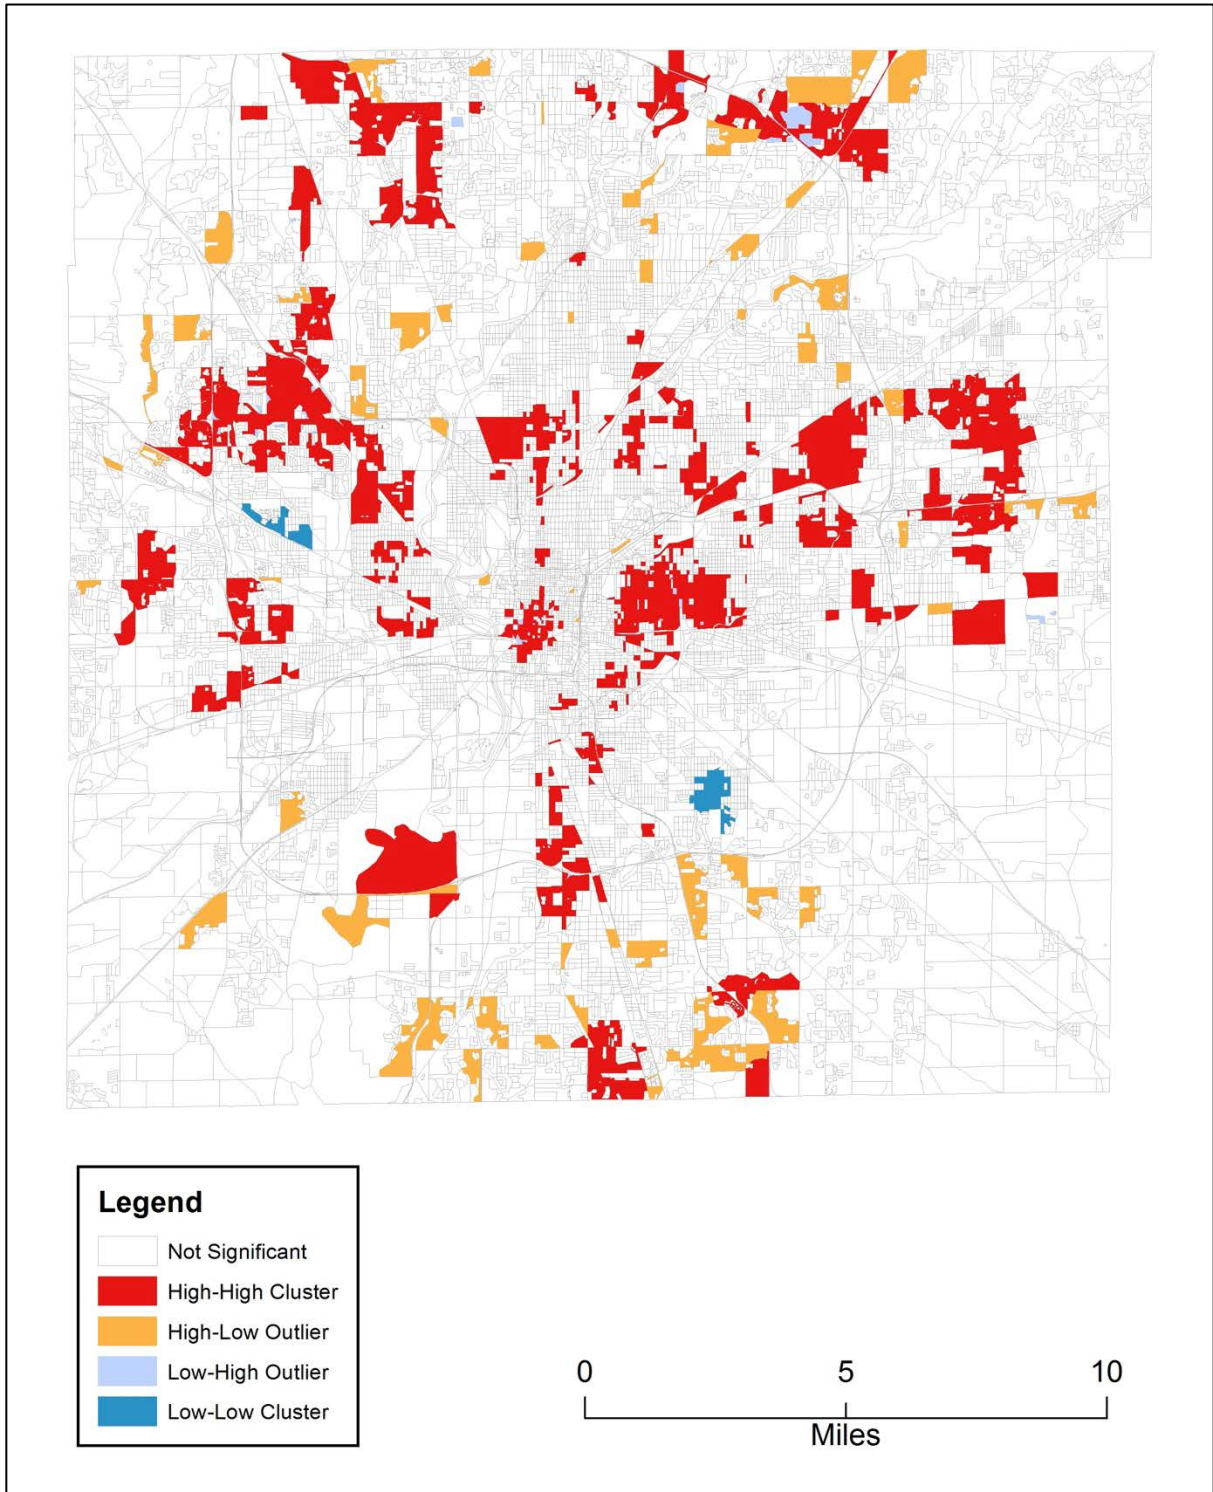 Legend
Not Significant
High-High Cluster
High-Low Outlier
Low-High Outlier
Low-Low Cluster
0 5 10
Miles